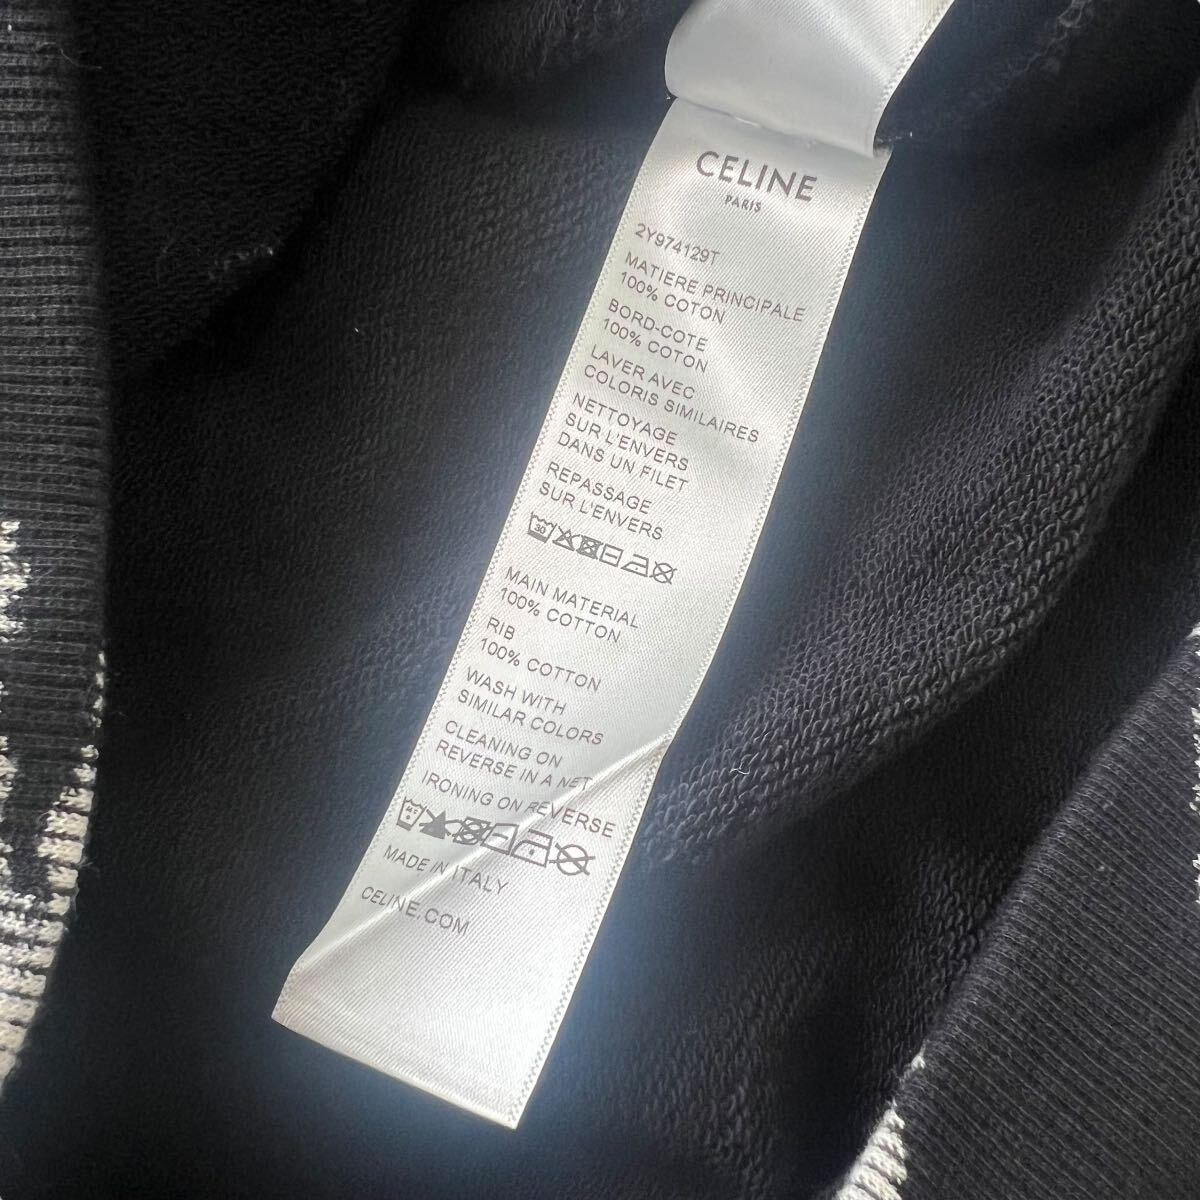 CELINE
PARIS
2Y974129T
MATIERE PRINCIPALE
100% COTON
BORD-COTE
100% COTON
LAVER AVEC
COLORIS SIMILAIRES
NETTOYAGE
SUR L'ENVERS
DANS UN FILET
REPASSAGE
SUR L'ENVERS
30
MAIN MATERIAL
100% COTTON
RIB
100% COTTON
WASH WITH
SIMILAR COLORS
CLEANING ON
REVERSE IN A NET
IRONING ON REVERSE
MADE IN ITALY
CELINE.COM